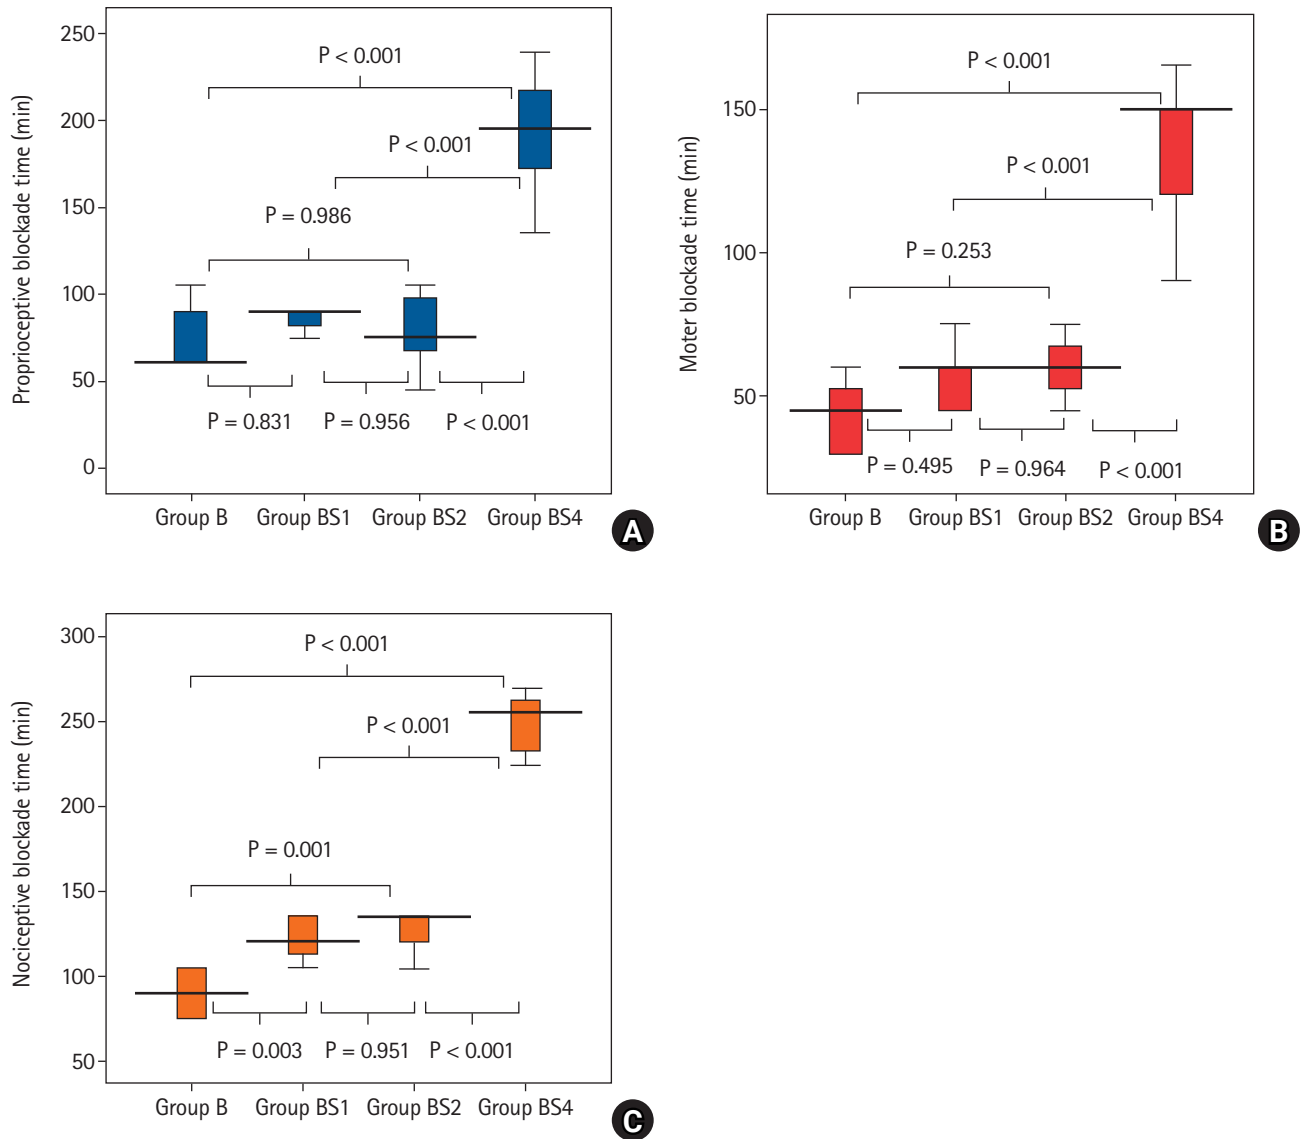 Proprioceptive blockade time (min)
250
200
150
100
50
0
P < 0.001
P < 0.001
P = 0.986
P = 0.831
P = 0.956
P < 0.001
Group B
Group BS1
Group BS2
Group BS4
A
Moter blockade time (min)
150
100
50
P < 0.001
P < 0.001
P = 0.253
P = 0.495
P = 0.964
P < 0.001
Group B
Group BS1
Group BS2
Group BS4
B
Nociceptive blockade time (min)
300
250
200
150
100
50
P < 0.001
P < 0.001
P = 0.001
P = 0.003
P = 0.951
P < 0.001
Group B
Group BS1
Group BS2
Group BS4
C